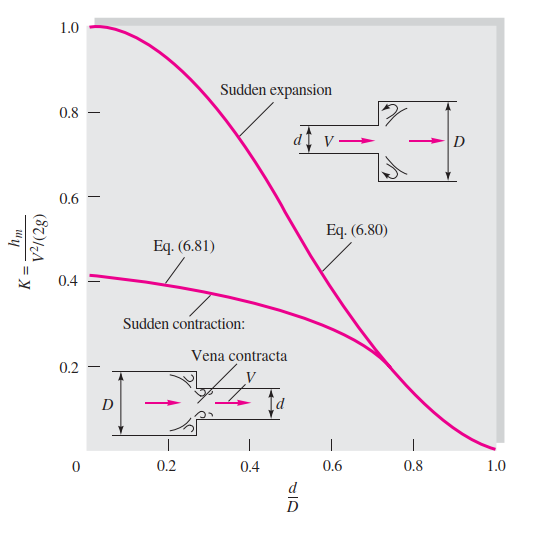 1.0
Sudden expansion
0.8
d
V
D
0.6
K = hm
V²/(2g)
Eq. (6.80)
Eq. (6.81)
0.4
Sudden contraction:
Vena contracta
0.2
V
D
d
0
0.2
0.4
0.6
0.8
1.0
d
D